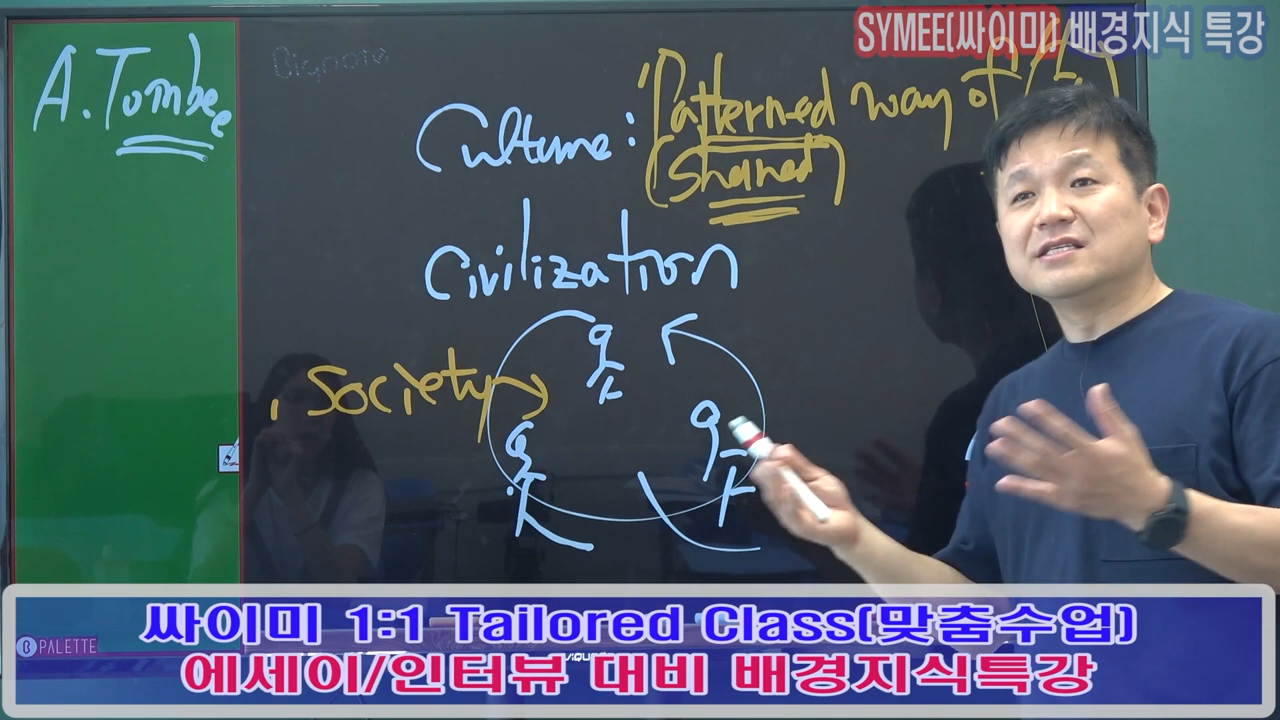 SYMEE(싸이미) 배경지식 특강
A. Tumbe
Culture: Patterned way of
(Shared)
Civilization
Society
PALETTE
싸이미 1:1 Tailored Class(맞춤수업)
에세이/인터뷰 대비 배경지식특강